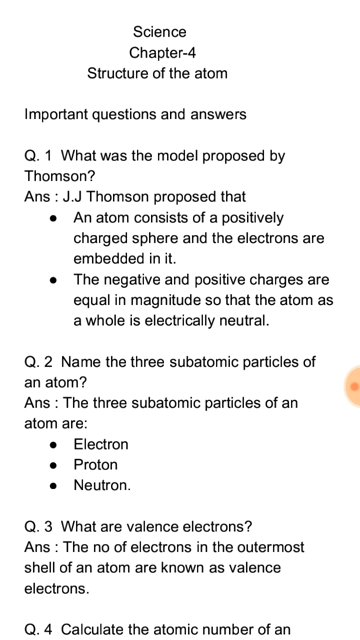 Science
Chapter-4
Structure of the atom
Important questions and answers
Q. 1  What was the model proposed by
Thomson?
Ans : J.J Thomson proposed that
● An atom consists of a positively
charged sphere and the electrons are
embedded in it.
● The negative and positive charges are
equal in magnitude so that the atom as
a whole is electrically neutral.
Q. 2  Name the three subatomic particles of
an atom?
Ans : The three subatomic particles of an
atom are:
● Electron
● Proton
● Neutron.
Q. 3  What are valence electrons?
Ans : The no of electrons in the outermost
shell of an atom are known as valence
electrons.
Q. 4  Calculate the atomic number of an